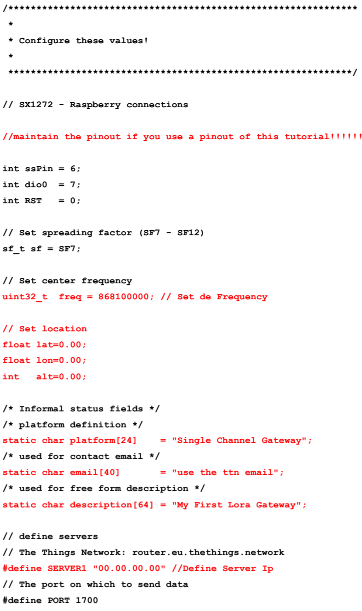 /***************************************************************
*
* Configure these values!
*
**************************************************************/
// SX1272 - Raspberry connections
//maintain the pinout if you use a pinout of this tutorial!!!!!!
int ssPin = 6;
int dio0  = 7;
int RST   = 0;
// Set spreading factor (SF7 - SF12)
sf_t sf = SF7;
// Set center frequency
uint32_t  freq = 868100000; // Set de Frequency
// Set location
float lat=0.00;
float lon=0.00;
int   alt=0.00;
/* Informal status fields */
/* platform definition */
static char platform[24]    = "Single Channel Gateway";
/* used for contact email */
static char email[40]       = "use the ttn email";
/* used for free form description */
static char description[64] = "My First Lora Gateway";
// define servers
// The Things Network: router.eu.thethings.network
#define SERVER1 "00.00.00.00" //Define Server Ip
// The port on which to send data
#define PORT 1700